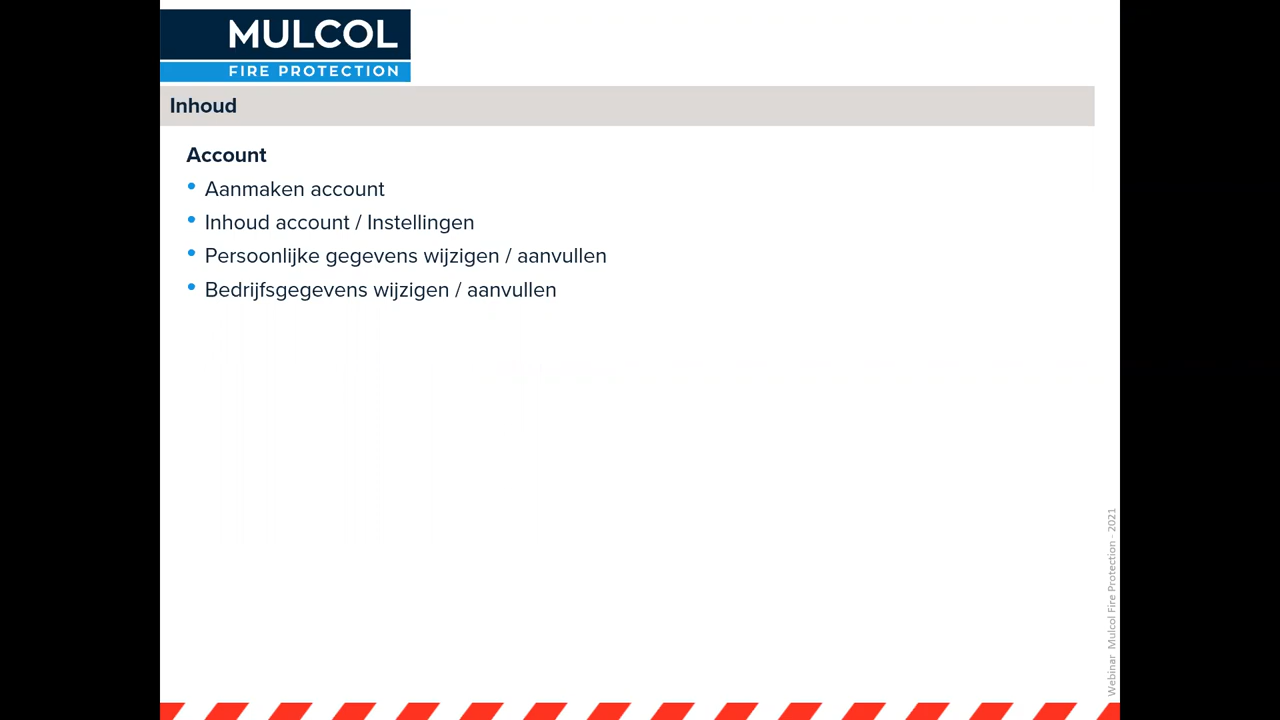 MULCOL
FIRE PROTECTION
Inhoud
Account
• Aanmaken account
• Inhoud account / Instellingen
• Persoonlijke gegevens wijzigen / aanvullen
• Bedrijfsgegevens wijzigen / aanvullen
Webinar Mulcol Fire Protection - 2021